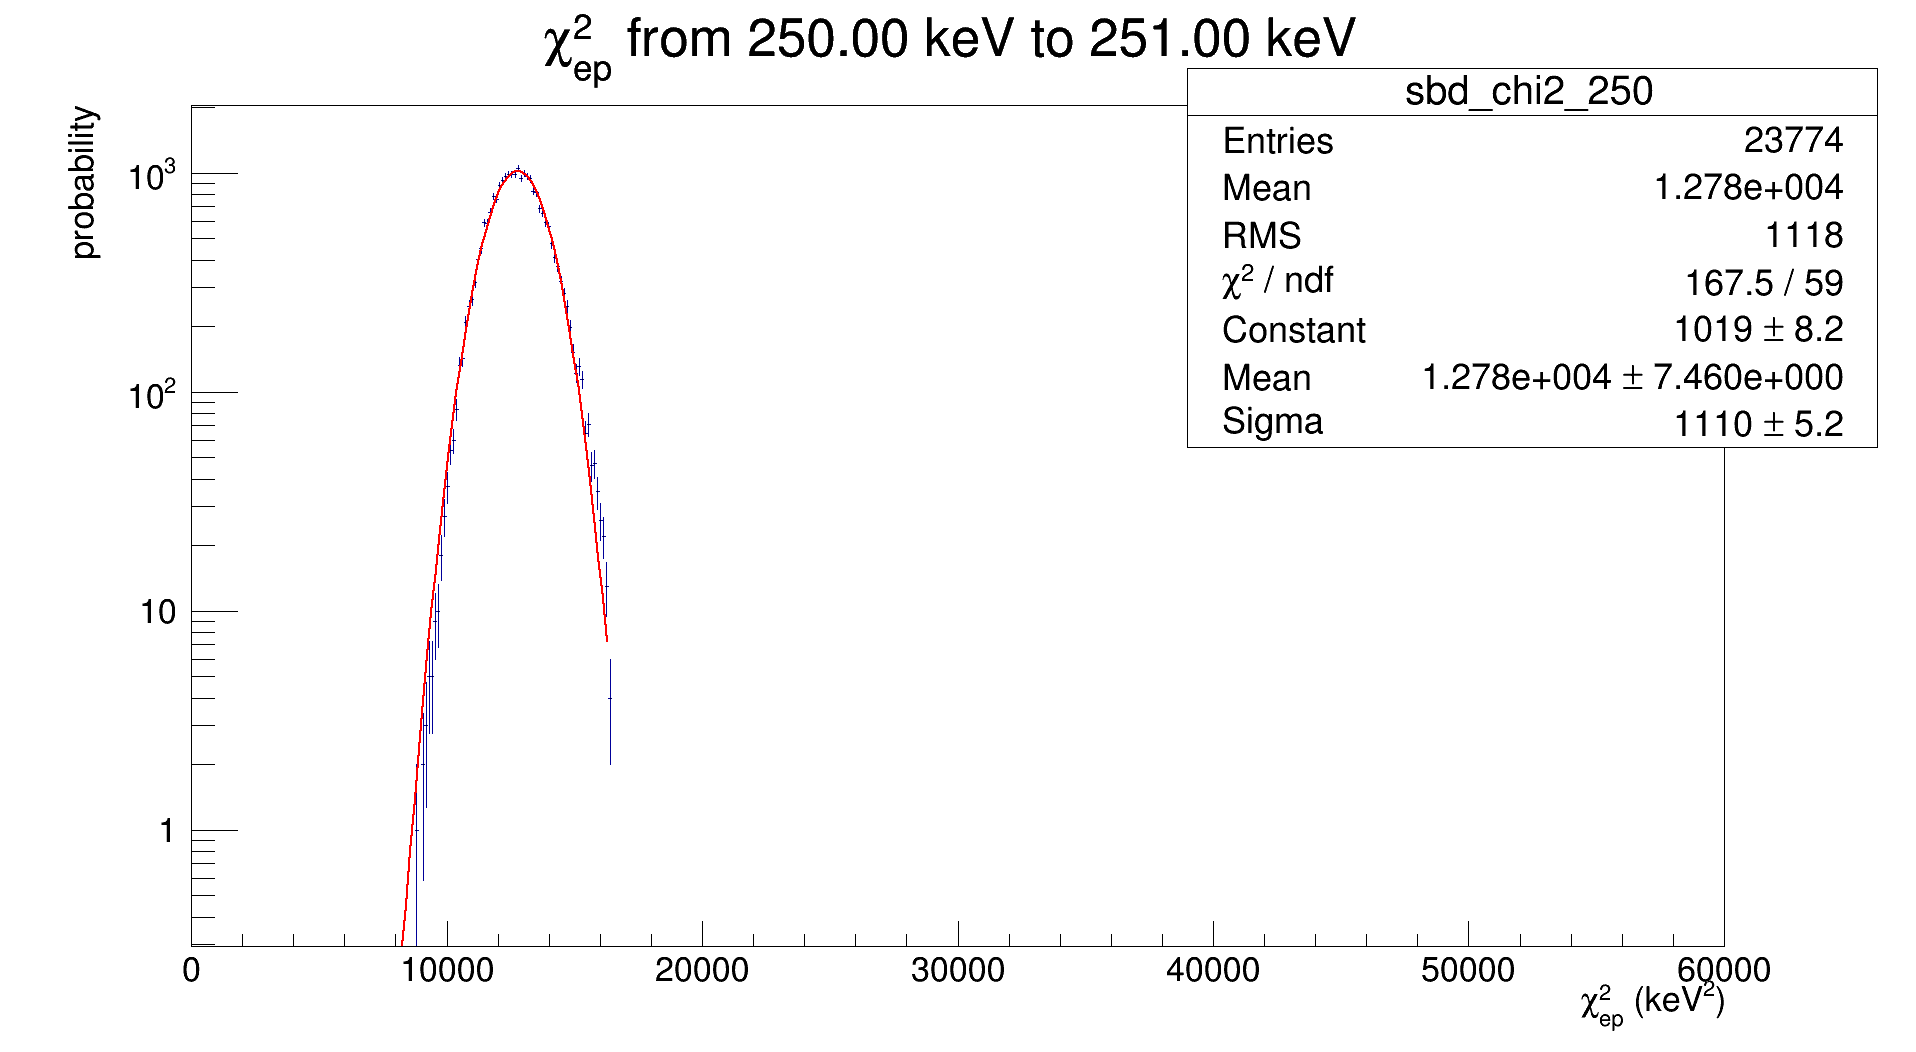 χ²ep from 250.00 keV to 251.00 keV
sbd_chi2_250
Entries 23774
Mean 1.278e+004
RMS 1118
χ² / ndf 167.5 / 59
Constant 1019 ± 8.2
Mean 1.278e+004 ± 7.460e+000
Sigma 1110 ± 5.2
probability
10³
10²
10
1
0 10000 20000 30000 40000 50000 60000
χ²ep (keV²)